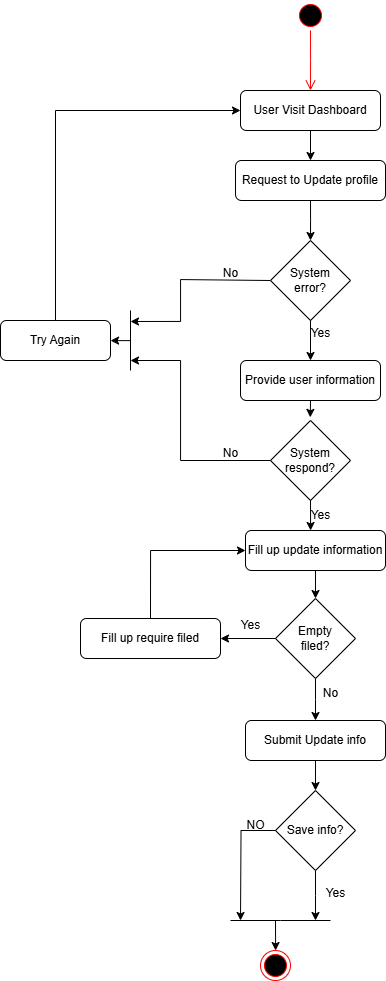 User Visit Dashboard
Request to Update profile
System
error?
No
Yes
Try Again
Provide user information
System
respond?
No
Yes
Fill up update information
Empty
filed?
Yes
Fill up require filed
No
Submit Update info
Save info?
NO
Yes